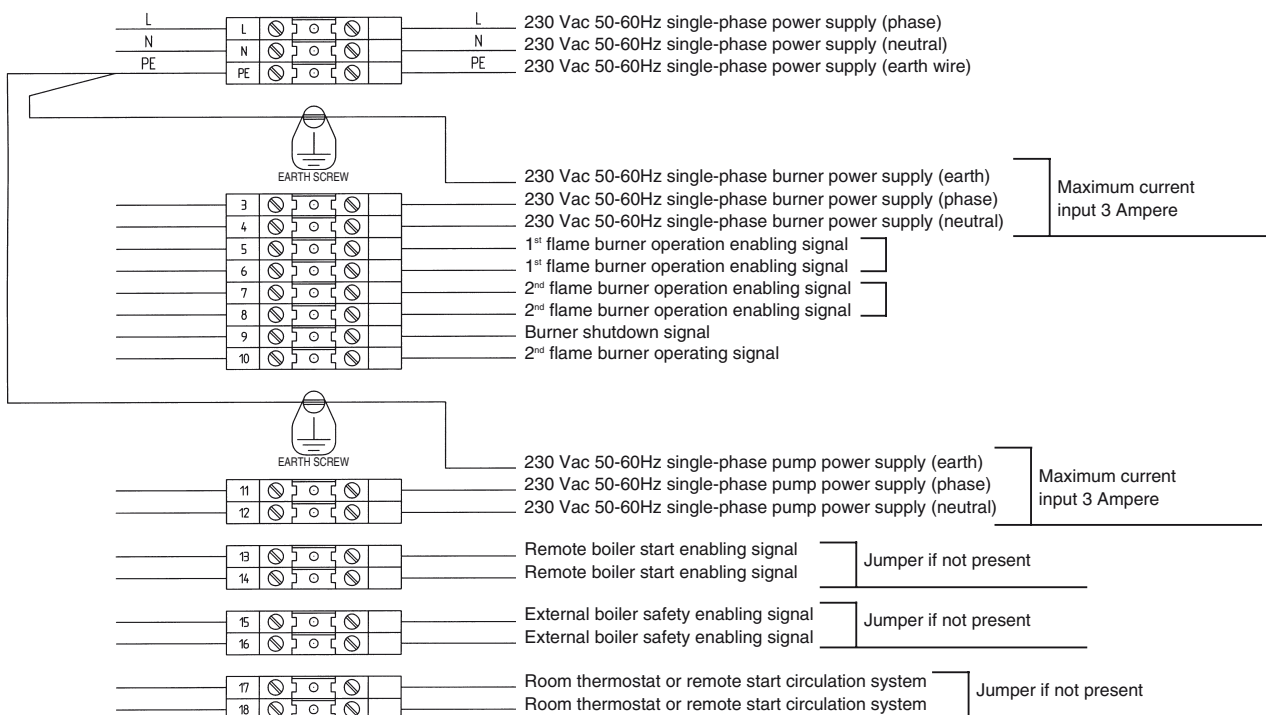 L L L 230 Vac 50-60Hz single-phase power supply (phase)
N N N 230 Vac 50-60Hz single-phase power supply (neutral)
PE PE PE 230 Vac 50-60Hz single-phase power supply (earth wire)
EARTH SCREW
230 Vac 50-60Hz single-phase burner power supply (earth)
3 230 Vac 50-60Hz single-phase burner power supply (phase)
4 230 Vac 50-60Hz single-phase burner power supply (neutral)
Maximum current
input 3 Ampere
5 1st flame burner operation enabling signal
6 1st flame burner operation enabling signal
7 2nd flame burner operation enabling signal
8 2nd flame burner operation enabling signal
9 Burner shutdown signal
10 2nd flame burner operating signal
EARTH SCREW
230 Vac 50-60Hz single-phase pump power supply (earth)
11 230 Vac 50-60Hz single-phase pump power supply (phase)
12 230 Vac 50-60Hz single-phase pump power supply (neutral)
Maximum current
input 3 Ampere
13 Remote boiler start enabling signal
14 Remote boiler start enabling signal
Jumper if not present
15 External boiler safety enabling signal
16 External boiler safety enabling signal
Jumper if not present
17 Room thermostat or remote start circulation system
18 Room thermostat or remote start circulation system
Jumper if not present